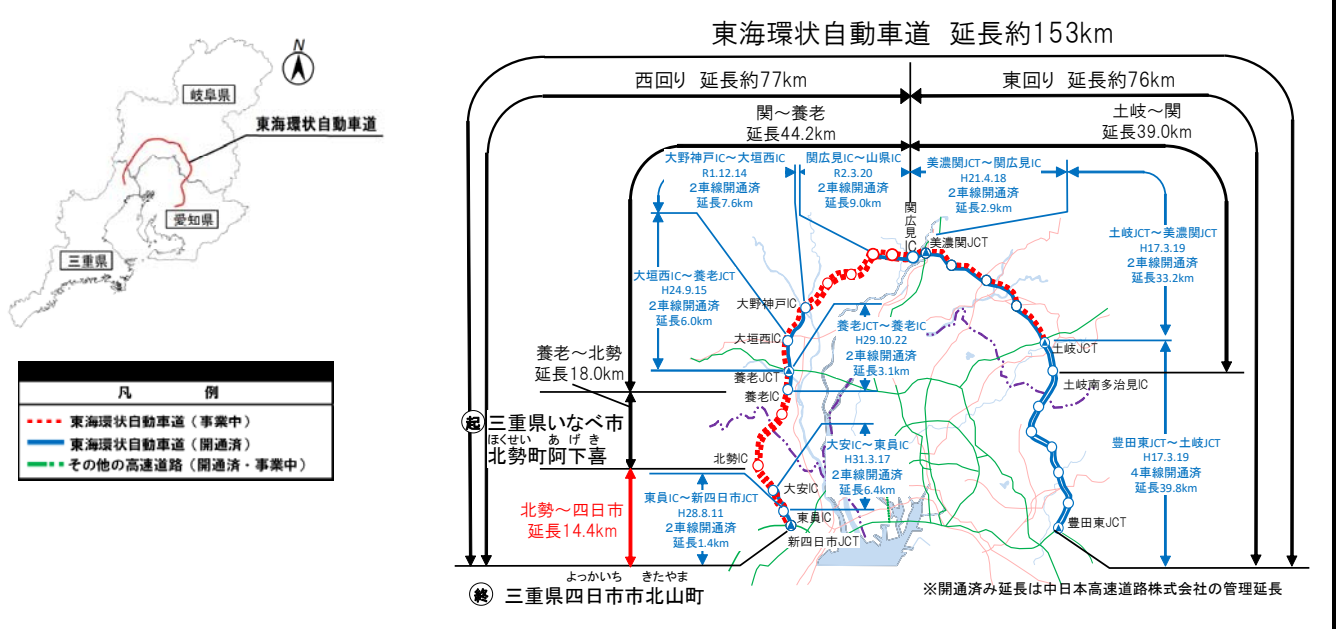 東海環状自動車道 延長約153km
西回り 延長約77km
東回り 延長約76km
関～養老
延長44.2km
土岐～関
延長39.0km
N
岐阜県
東海環状自動車道
愛知県
三重県
大野神戸IC～大垣西IC
R1.12.14
2車線開通済
延長7.6km
関広見IC～山県IC
R2.3.20
2車線開通済
延長9.0km
美濃関JCT～関広見IC
H21.4.18
2車線開通済
延長2.9km
関広見IC
美濃関JCT
土岐JCT～美濃関JCT
H17.3.19
2車線開通済
延長33.2km
大垣西IC～養老JCT
H24.9.15
2車線開通済
延長6.0km
大野神戸IC
大垣西IC
養老JCT～養老IC
H29.10.22
2車線開通済
延長3.1km
養老～北勢
延長18.0km
養老JCT
養老IC
土岐JCT
土岐南多治見IC
凡 例
東海環状自動車道（事業中）
東海環状自動車道（開通済）
その他の高速道路（開通済・事業中）
起 三重県いなべ市
ほくせい あげき
北勢町阿下喜
北勢IC
大安IC～東員IC
H31.3.17
2車線開通済
延長6.4km
豊田東JCT～土岐JCT
H17.3.19
4車線開通済
延長39.8km
北勢～四日市
延長14.4km
東員IC～新四日市JCT
H28.8.11
2車線開通済
延長1.4km
大安IC
東員IC
新四日市JCT
豊田東JCT
よっかいち きたやま
終 三重県四日市市北山町
※開通済み延長は中日本高速道路株式会社の管理延長